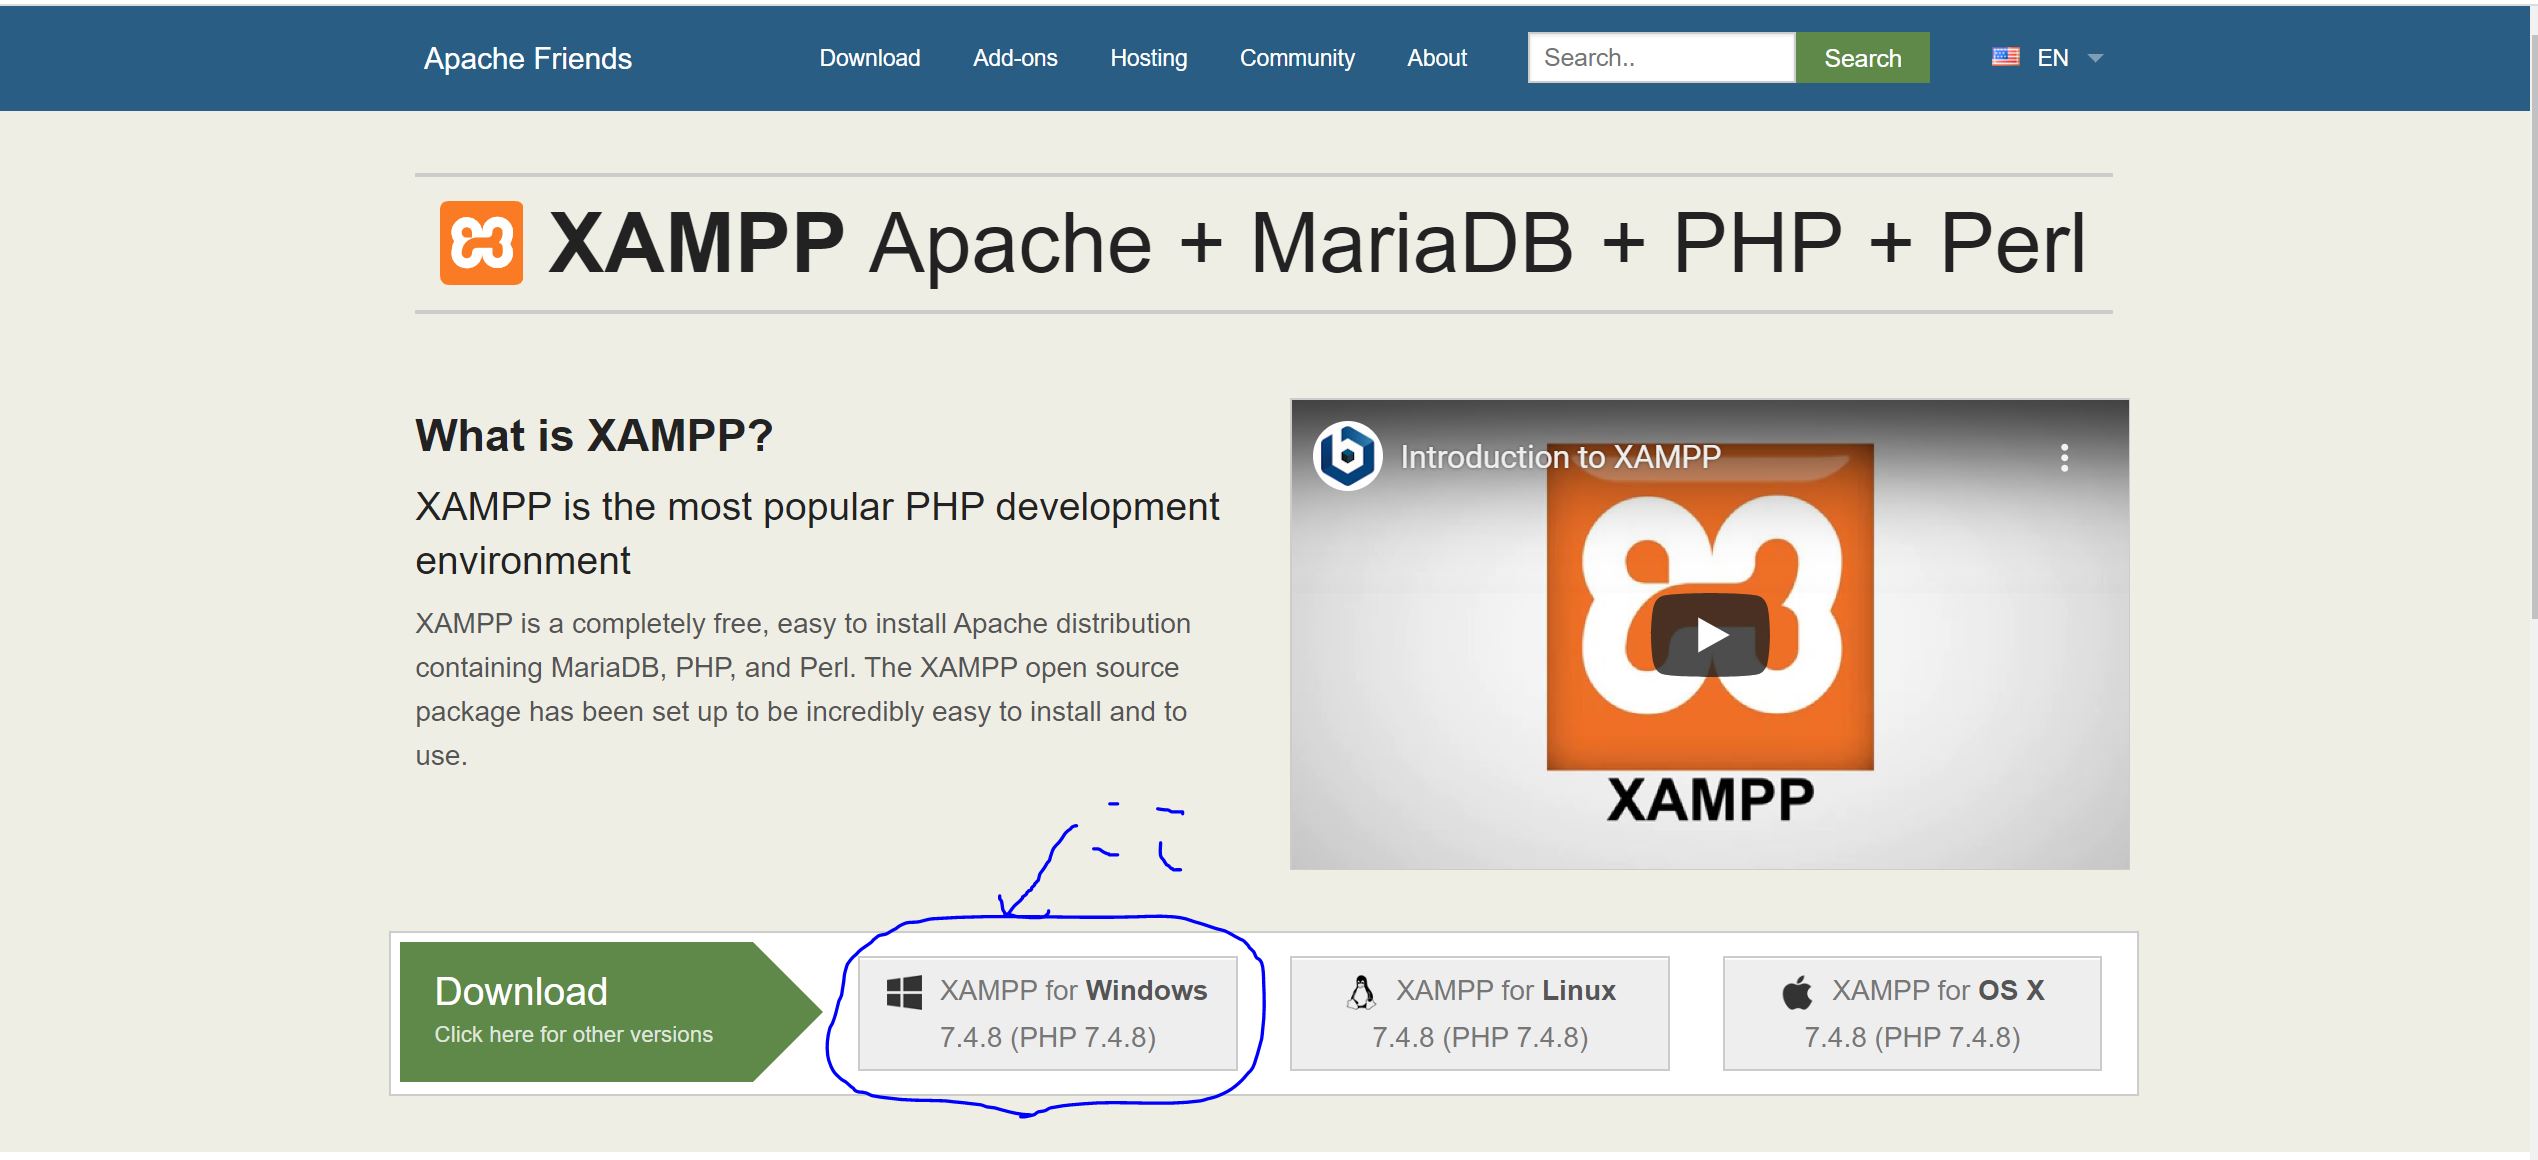 Apache Friends
Download
Add-ons
Hosting
Community
About
Search..
Search
EN
XAMPP Apache + MariaDB + PHP + Perl
What is XAMPP?
XAMPP is the most popular PHP development
environment
XAMPP is a completely free, easy to install Apache distribution
containing MariaDB, PHP, and Perl. The XAMPP open source
package has been set up to be incredibly easy to install and to
use.
Introduction to XAMPP
XAMPP
Download
Click here for other versions
XAMPP for Windows
7.4.8 (PHP 7.4.8)
XAMPP for Linux
7.4.8 (PHP 7.4.8)
XAMPP for OS X
7.4.8 (PHP 7.4.8)